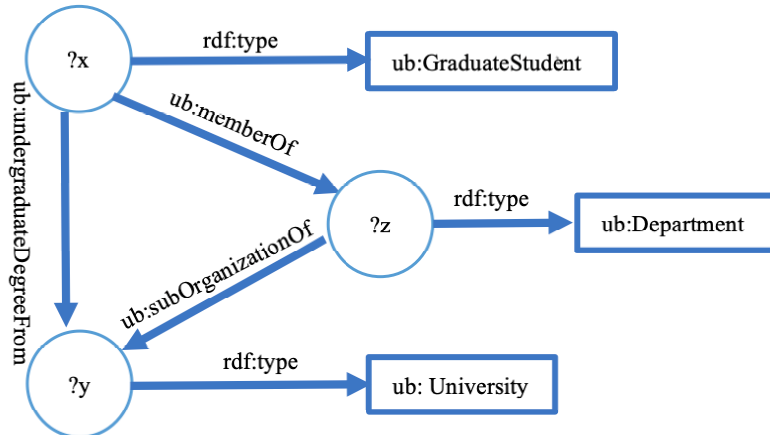 ?x
rdf:type
ub:GraduateStudent
ub:undergraduateDegreeFrom
ub:memberOf
?z
rdf:type
ub:Department
ub:subOrganizationOf
?y
rdf:type
ub: University